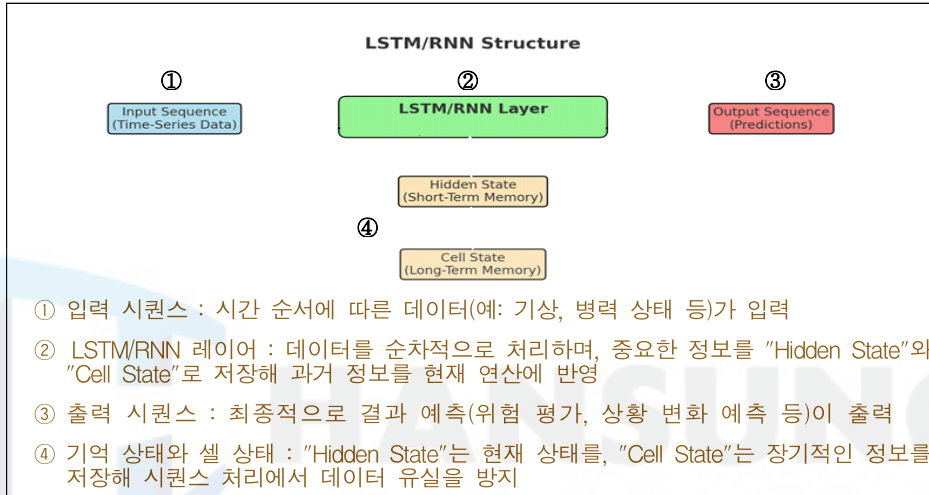 LSTM/RNN Structure
① ② ③
Input Sequence
(Time-Series Data)
LSTM/RNN Layer
Output Sequence
(Predictions)
Hidden State
(Short-Term Memory)
④
Cell State
(Long-Term Memory)
① 입력 시퀀스 : 시간 순서에 따른 데이터(예: 기상, 병력 상태 등)가 입력
② LSTM/RNN 레이어 : 데이터를 순차적으로 처리하며, 중요한 정보를 "Hidden State"와
"Cell State"로 저장해 과거 정보를 현재 연산에 반영
③ 출력 시퀀스 : 최종적으로 결과 예측(위험 평가, 상황 변화 예측 등)이 출력
④ 기억 상태와 셀 상태 : "Hidden State"는 현재 상태를, "Cell State"는 장기적인 정보를
저장해 시퀀스 처리에서 데이터 유실을 방지
HANSUNG